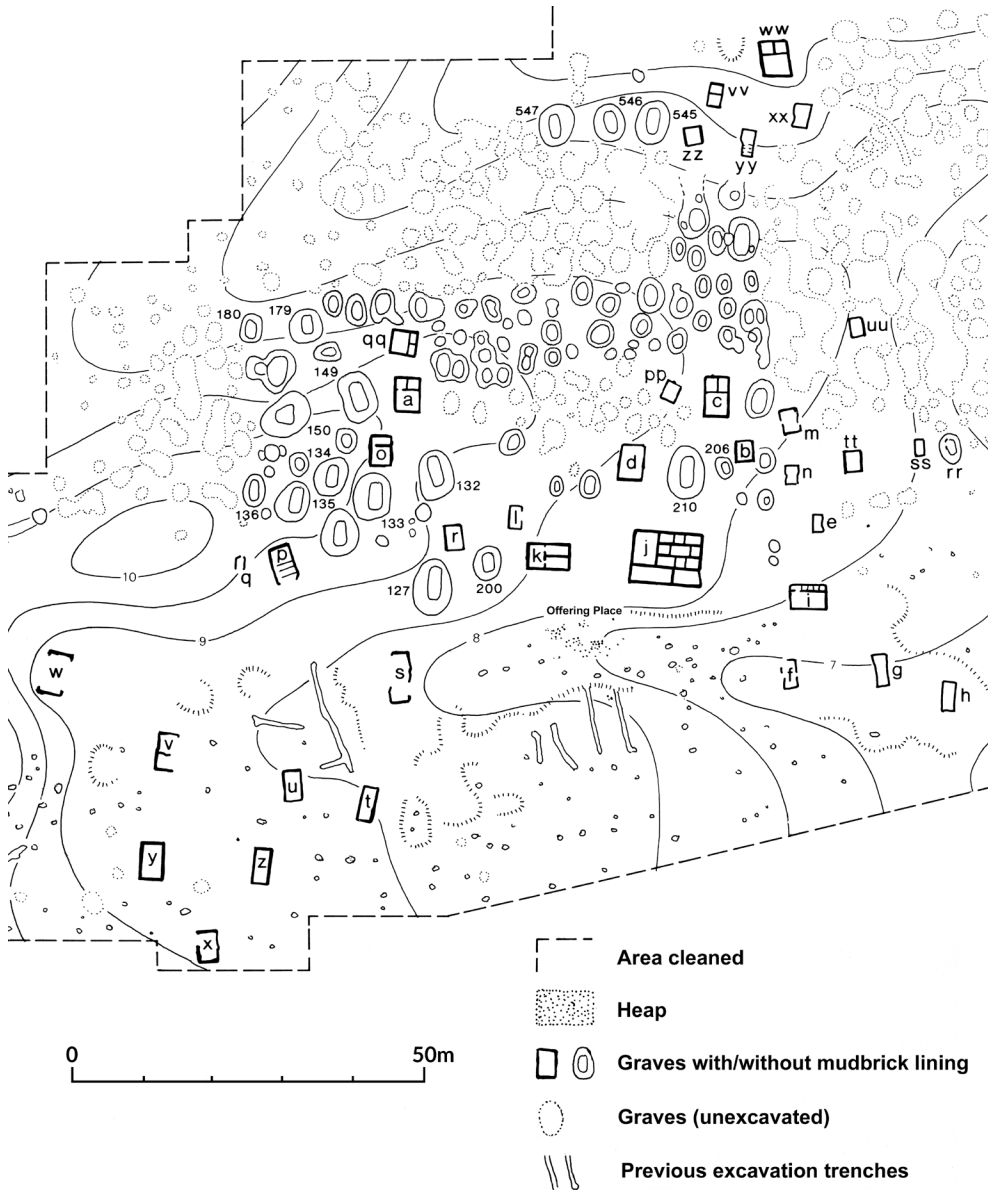 ww
vv
547
546
545
xx
zz
yy
180
179
uu
qq
149
pp
a
c
150
m
134
o
tt
b
206
d
ss
rr
132
n
136
135
210
133
l
e
r
k
j
p
q
10
127
200
i
Offering Place
9
8
w
s
f
7
g
h
v
u
t
y
z
x
Area cleaned
Heap
0 50m
Graves with/without mudbrick lining
Graves (unexcavated)
Previous excavation trenches